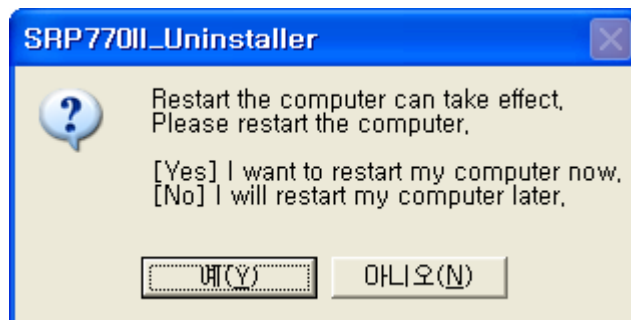 SRP770II_Uninstaller
Restart the computer can take effect,
Please restart the computer,
[Yes] I want to restart my computer now,
[No] I will restart my computer later,
예(Y) 아니오(N)